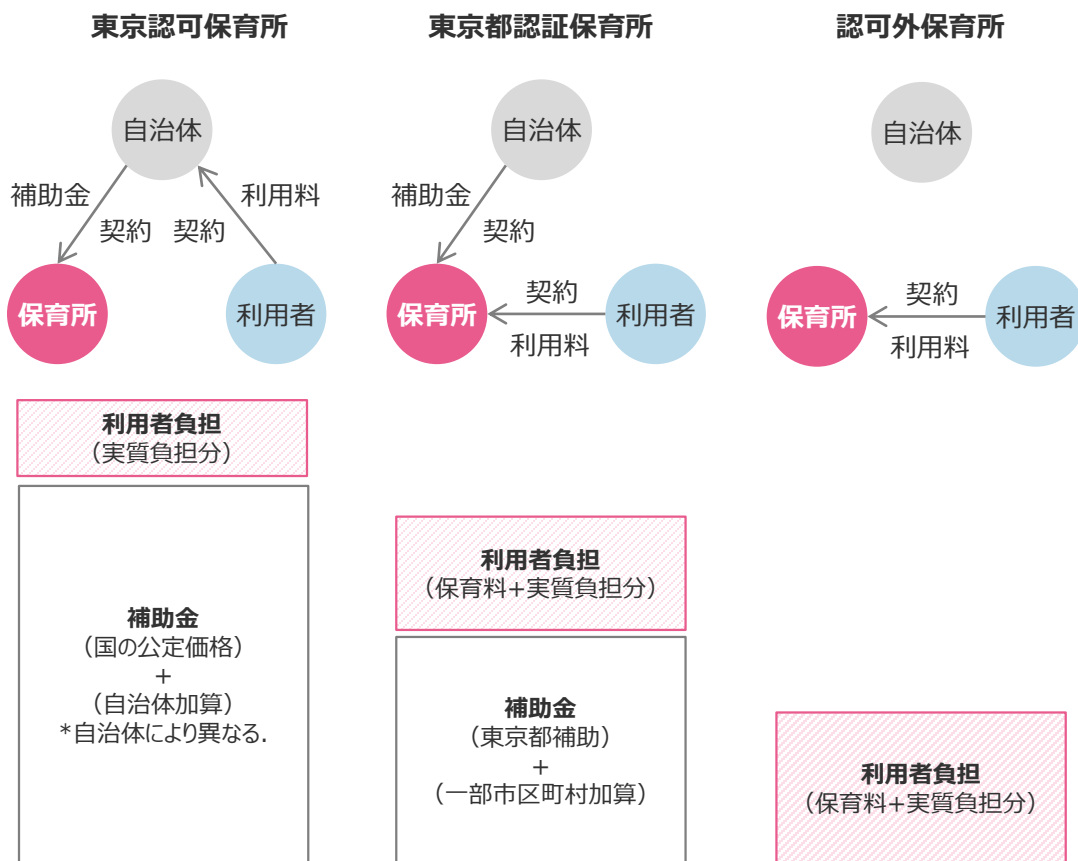 東京認可保育所
自治体
補助金
利用料
契約
契約
保育所
利用者
利用者負担
（実質負担分）
補助金
（国の公定価格）
+
（自治体加算）
*自治体により異なる.
東京都認証保育所
自治体
補助金
契約
保育所
契約
利用料
利用者
利用者負担
（保育料+実質負担分）
補助金
（東京都補助）
+
（一部市区町村加算）
認可外保育所
自治体
保育所
契約
利用料
利用者
利用者負担
（保育料+実質負担分）